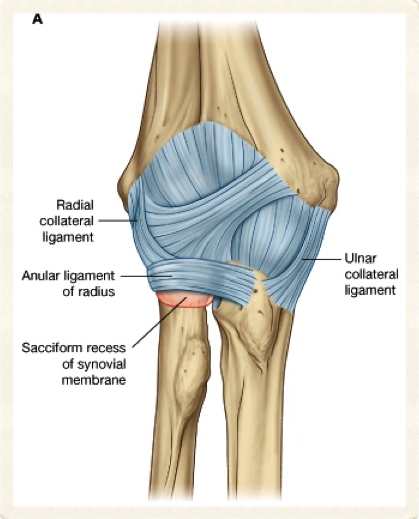 A
Radial
collateral
ligament
Anular ligament
of radius
Sacciform recess
of synovial
membrane
Ulnar
collateral
ligament